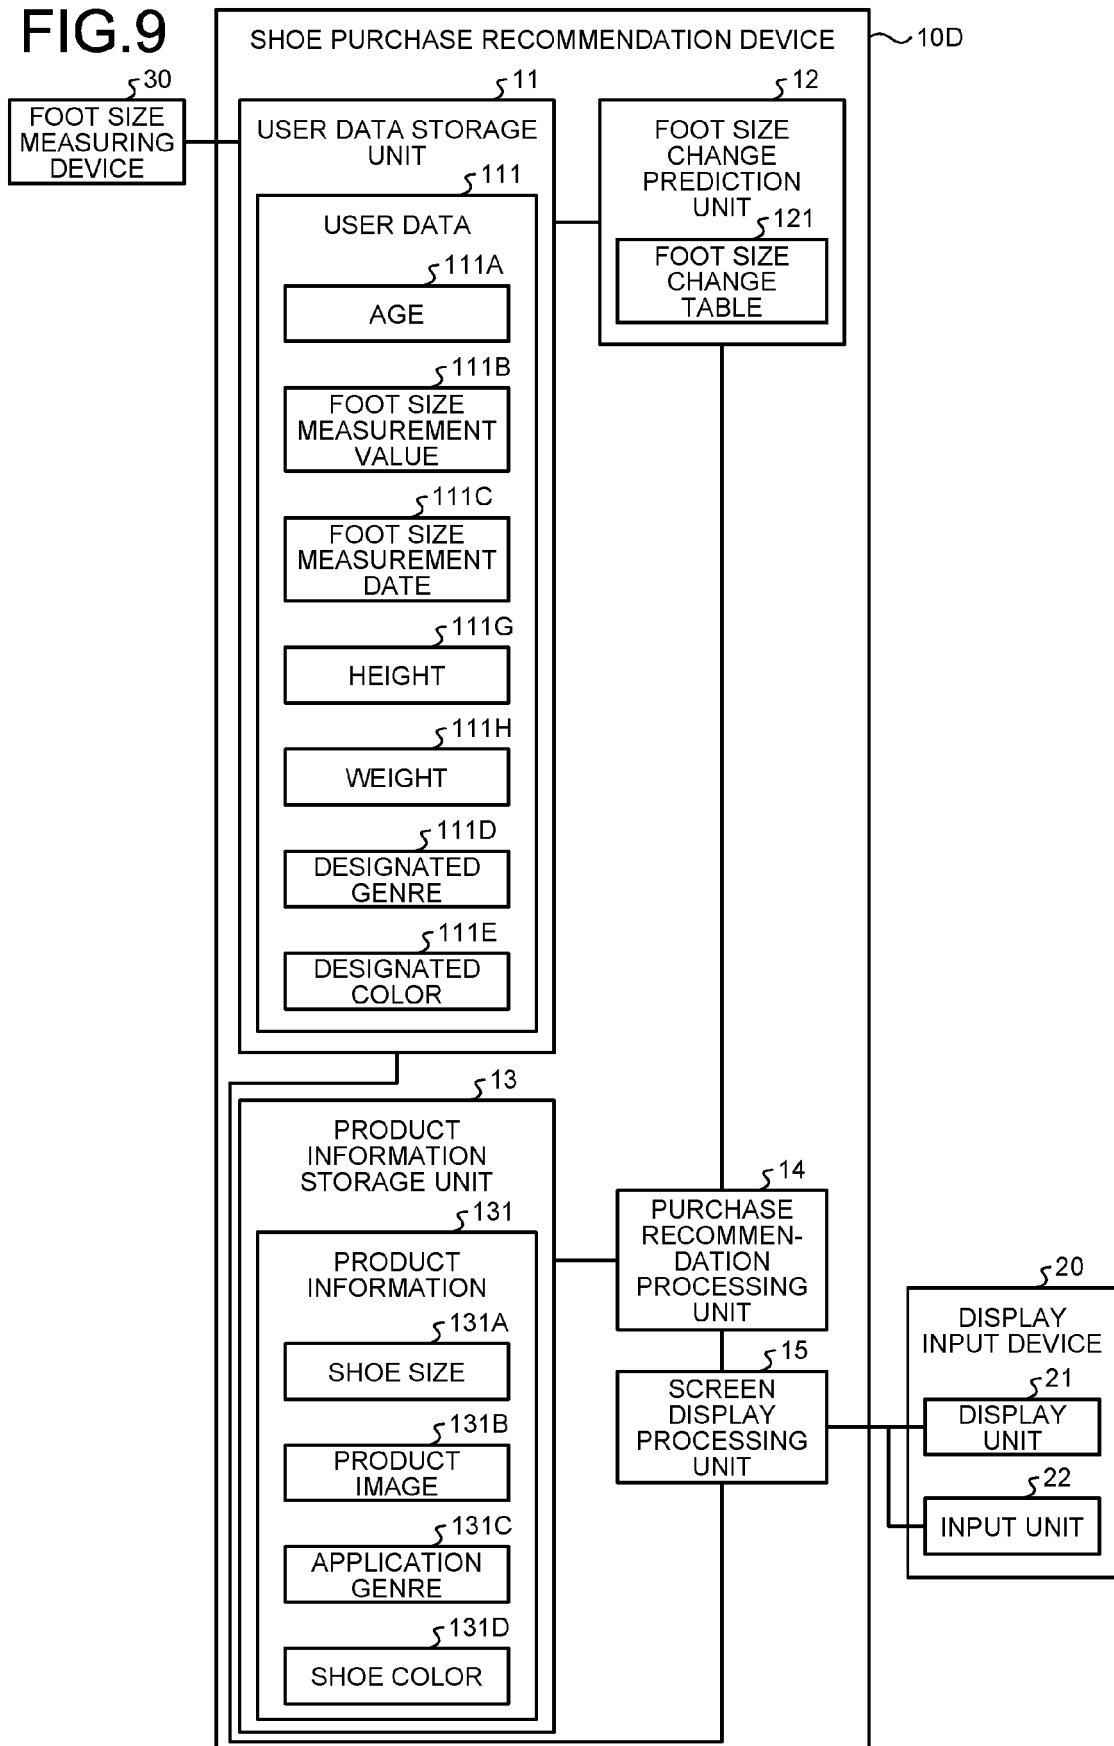 FIG.9
SHOE PURCHASE RECOMMENDATION DEVICE
10D
30
FOOT SIZE
MEASURING
DEVICE
11
USER DATA STORAGE
UNIT
111
USER DATA
111A
AGE
111B
FOOT SIZE
MEASUREMENT
VALUE
111C
FOOT SIZE
MEASUREMENT
DATE
111G
HEIGHT
111H
WEIGHT
111D
DESIGNATED
GENRE
111E
DESIGNATED
COLOR
12
FOOT SIZE
CHANGE
PREDICTION
UNIT
121
FOOT SIZE
CHANGE
TABLE
13
PRODUCT
INFORMATION
STORAGE UNIT
131
PRODUCT
INFORMATION
131A
SHOE SIZE
131B
PRODUCT
IMAGE
131C
APPLICATION
GENRE
131D
SHOE COLOR
14
PURCHASE
RECOMMEN-
DATION
PROCESSING
UNIT
15
SCREEN
DISPLAY
PROCESSING
UNIT
20
DISPLAY
INPUT DEVICE
21
DISPLAY
UNIT
22
INPUT UNIT